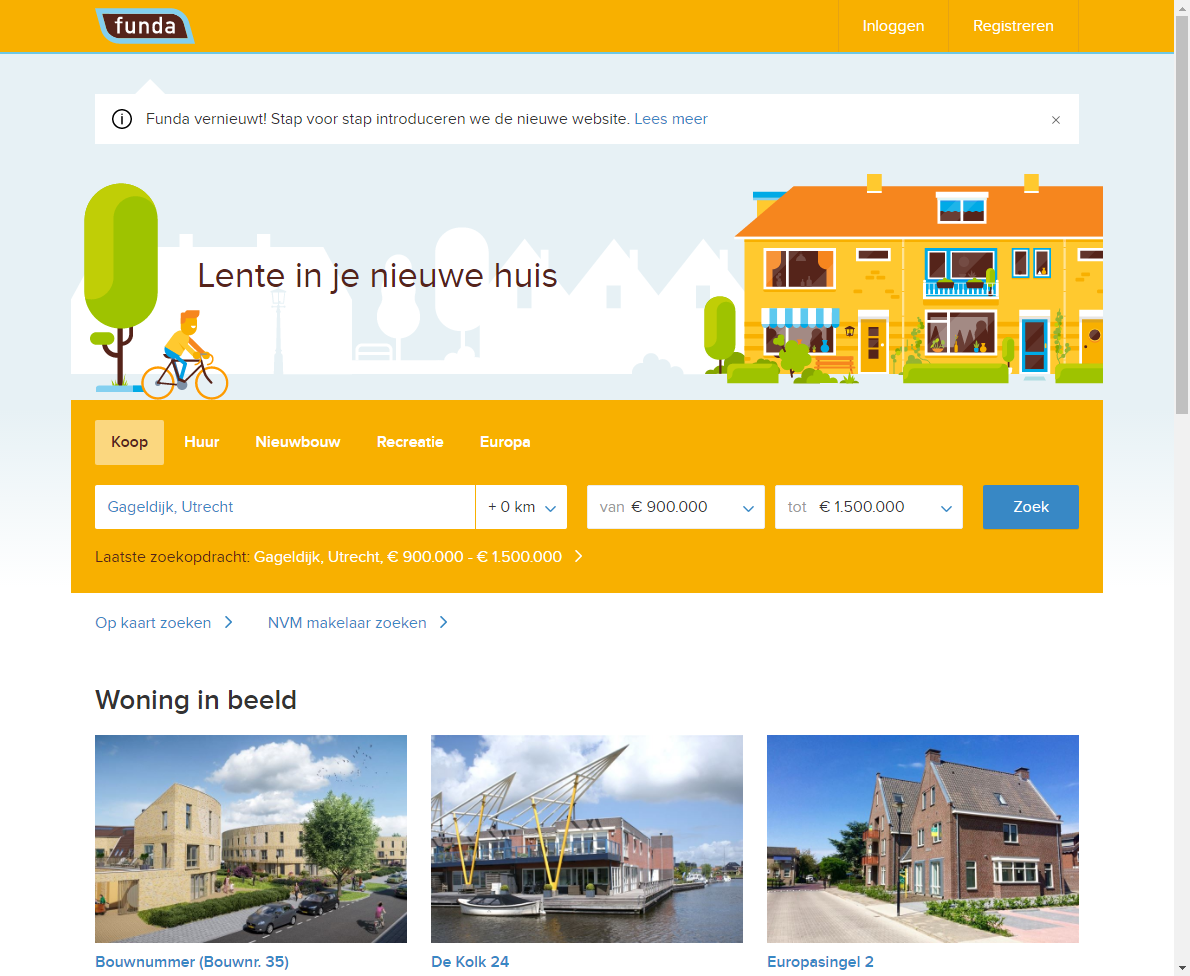 funda
Inloggen
Registreren
Funda vernieuwt! Stap voor stap introduceren we de nieuwe website. Lees meer
Lente in je nieuwe huis
Koop
Huur
Nieuwbouw
Recreatie
Europa
Gageldijk, Utrecht
+ 0 km
van € 900.000
tot € 1.500.000
Zoek
Laatste zoekopdracht: Gageldijk, Utrecht, € 900.000 - € 1.500.000
Op kaart zoeken
NVM makelaar zoeken
Woning in beeld
Bouwnummer (Bouwnr. 35)
De Kolk 24
Europasingel 2